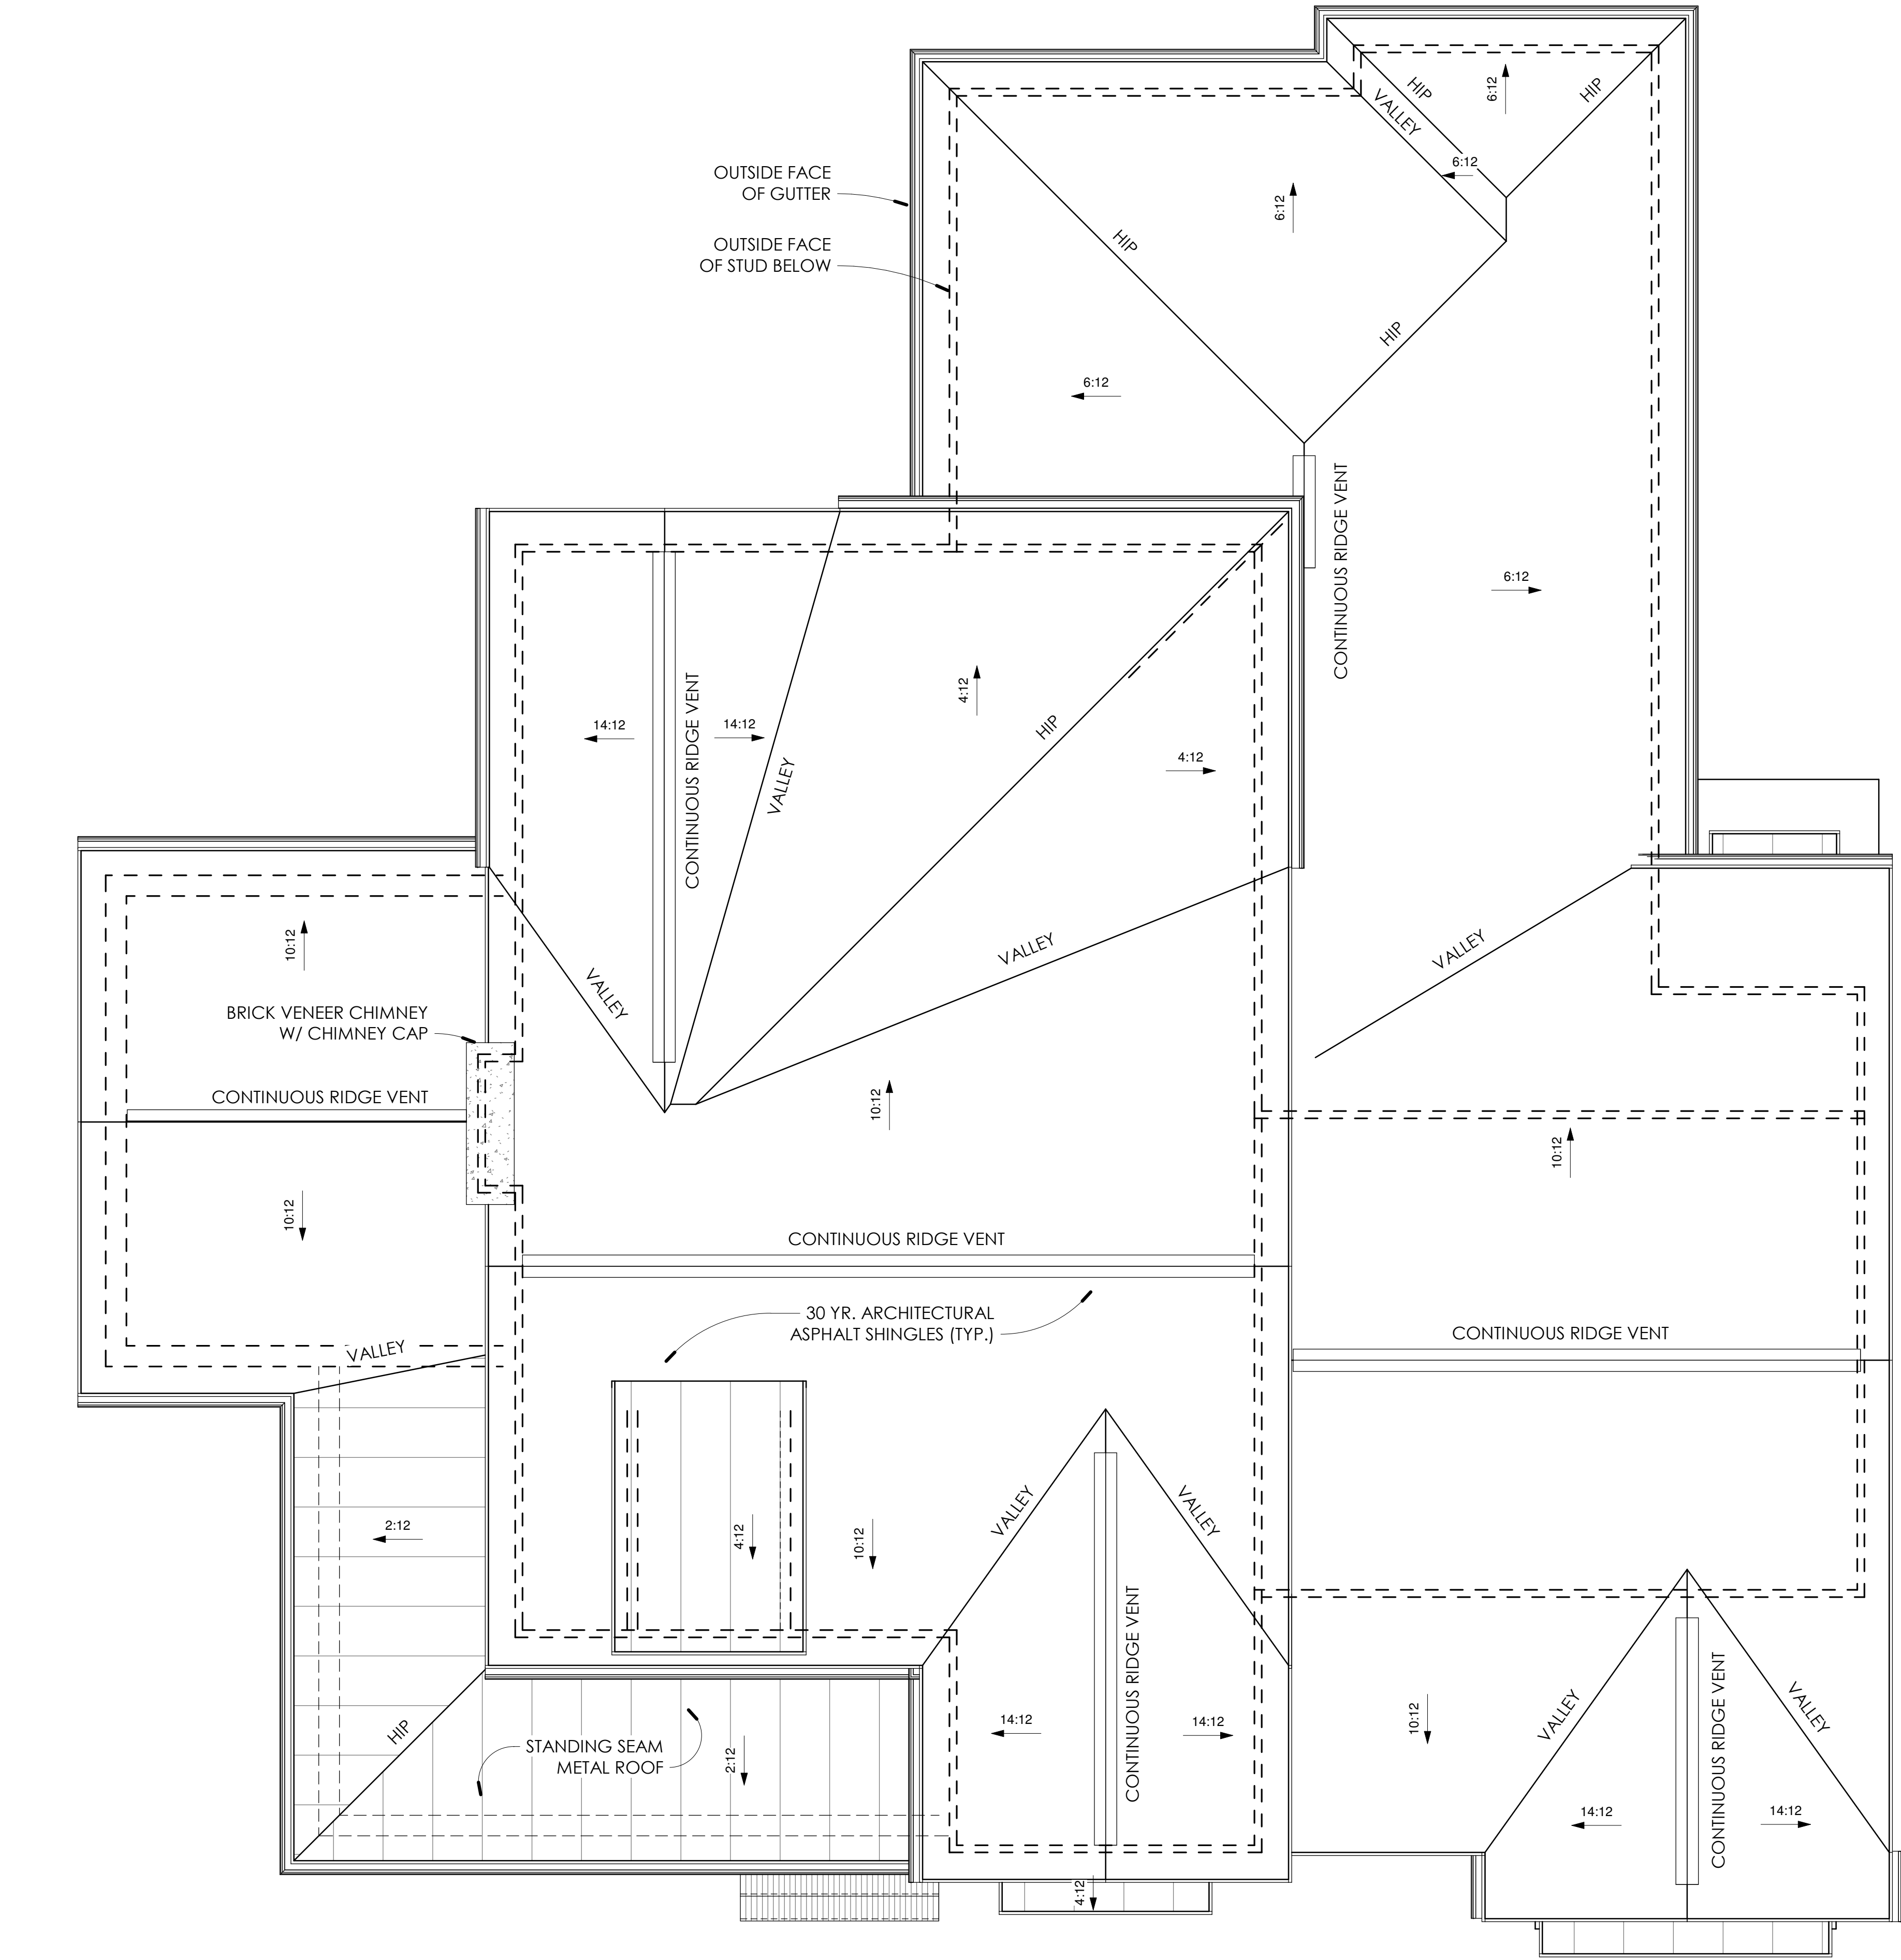 HIP
HIP
6:12
VALLEY
6:12
OUTSIDE FACE
OF GUTTER
6:12
OUTSIDE FACE
OF STUD BELOW
HIP
HIP
6:12
CONTINUOUS RIDGE VENT
6:12
4:12
CONTINUOUS RIDGE VENT
14:12
14:12
HIP
4:12
VALLEY
10:12
VALLEY
VALLEY
VALLEY
BRICK VENEER CHIMNEY
W/ CHIMNEY CAP
CONTINUOUS RIDGE VENT
10:12
10:12
10:12
CONTINUOUS RIDGE VENT
30 YR. ARCHITECTURAL
ASPHALT SHINGLES (TYP.)
CONTINUOUS RIDGE VENT
VALLEY
2:12
4:12
10:12
VALLEY
VALLEY
CONTINUOUS RIDGE VENT
HIP
STANDING SEAM
METAL ROOF
2:12
14:12
14:12
10:12
VALLEY
VALLEY
CONTINUOUS RIDGE VENT
14:12
14:12
4:12